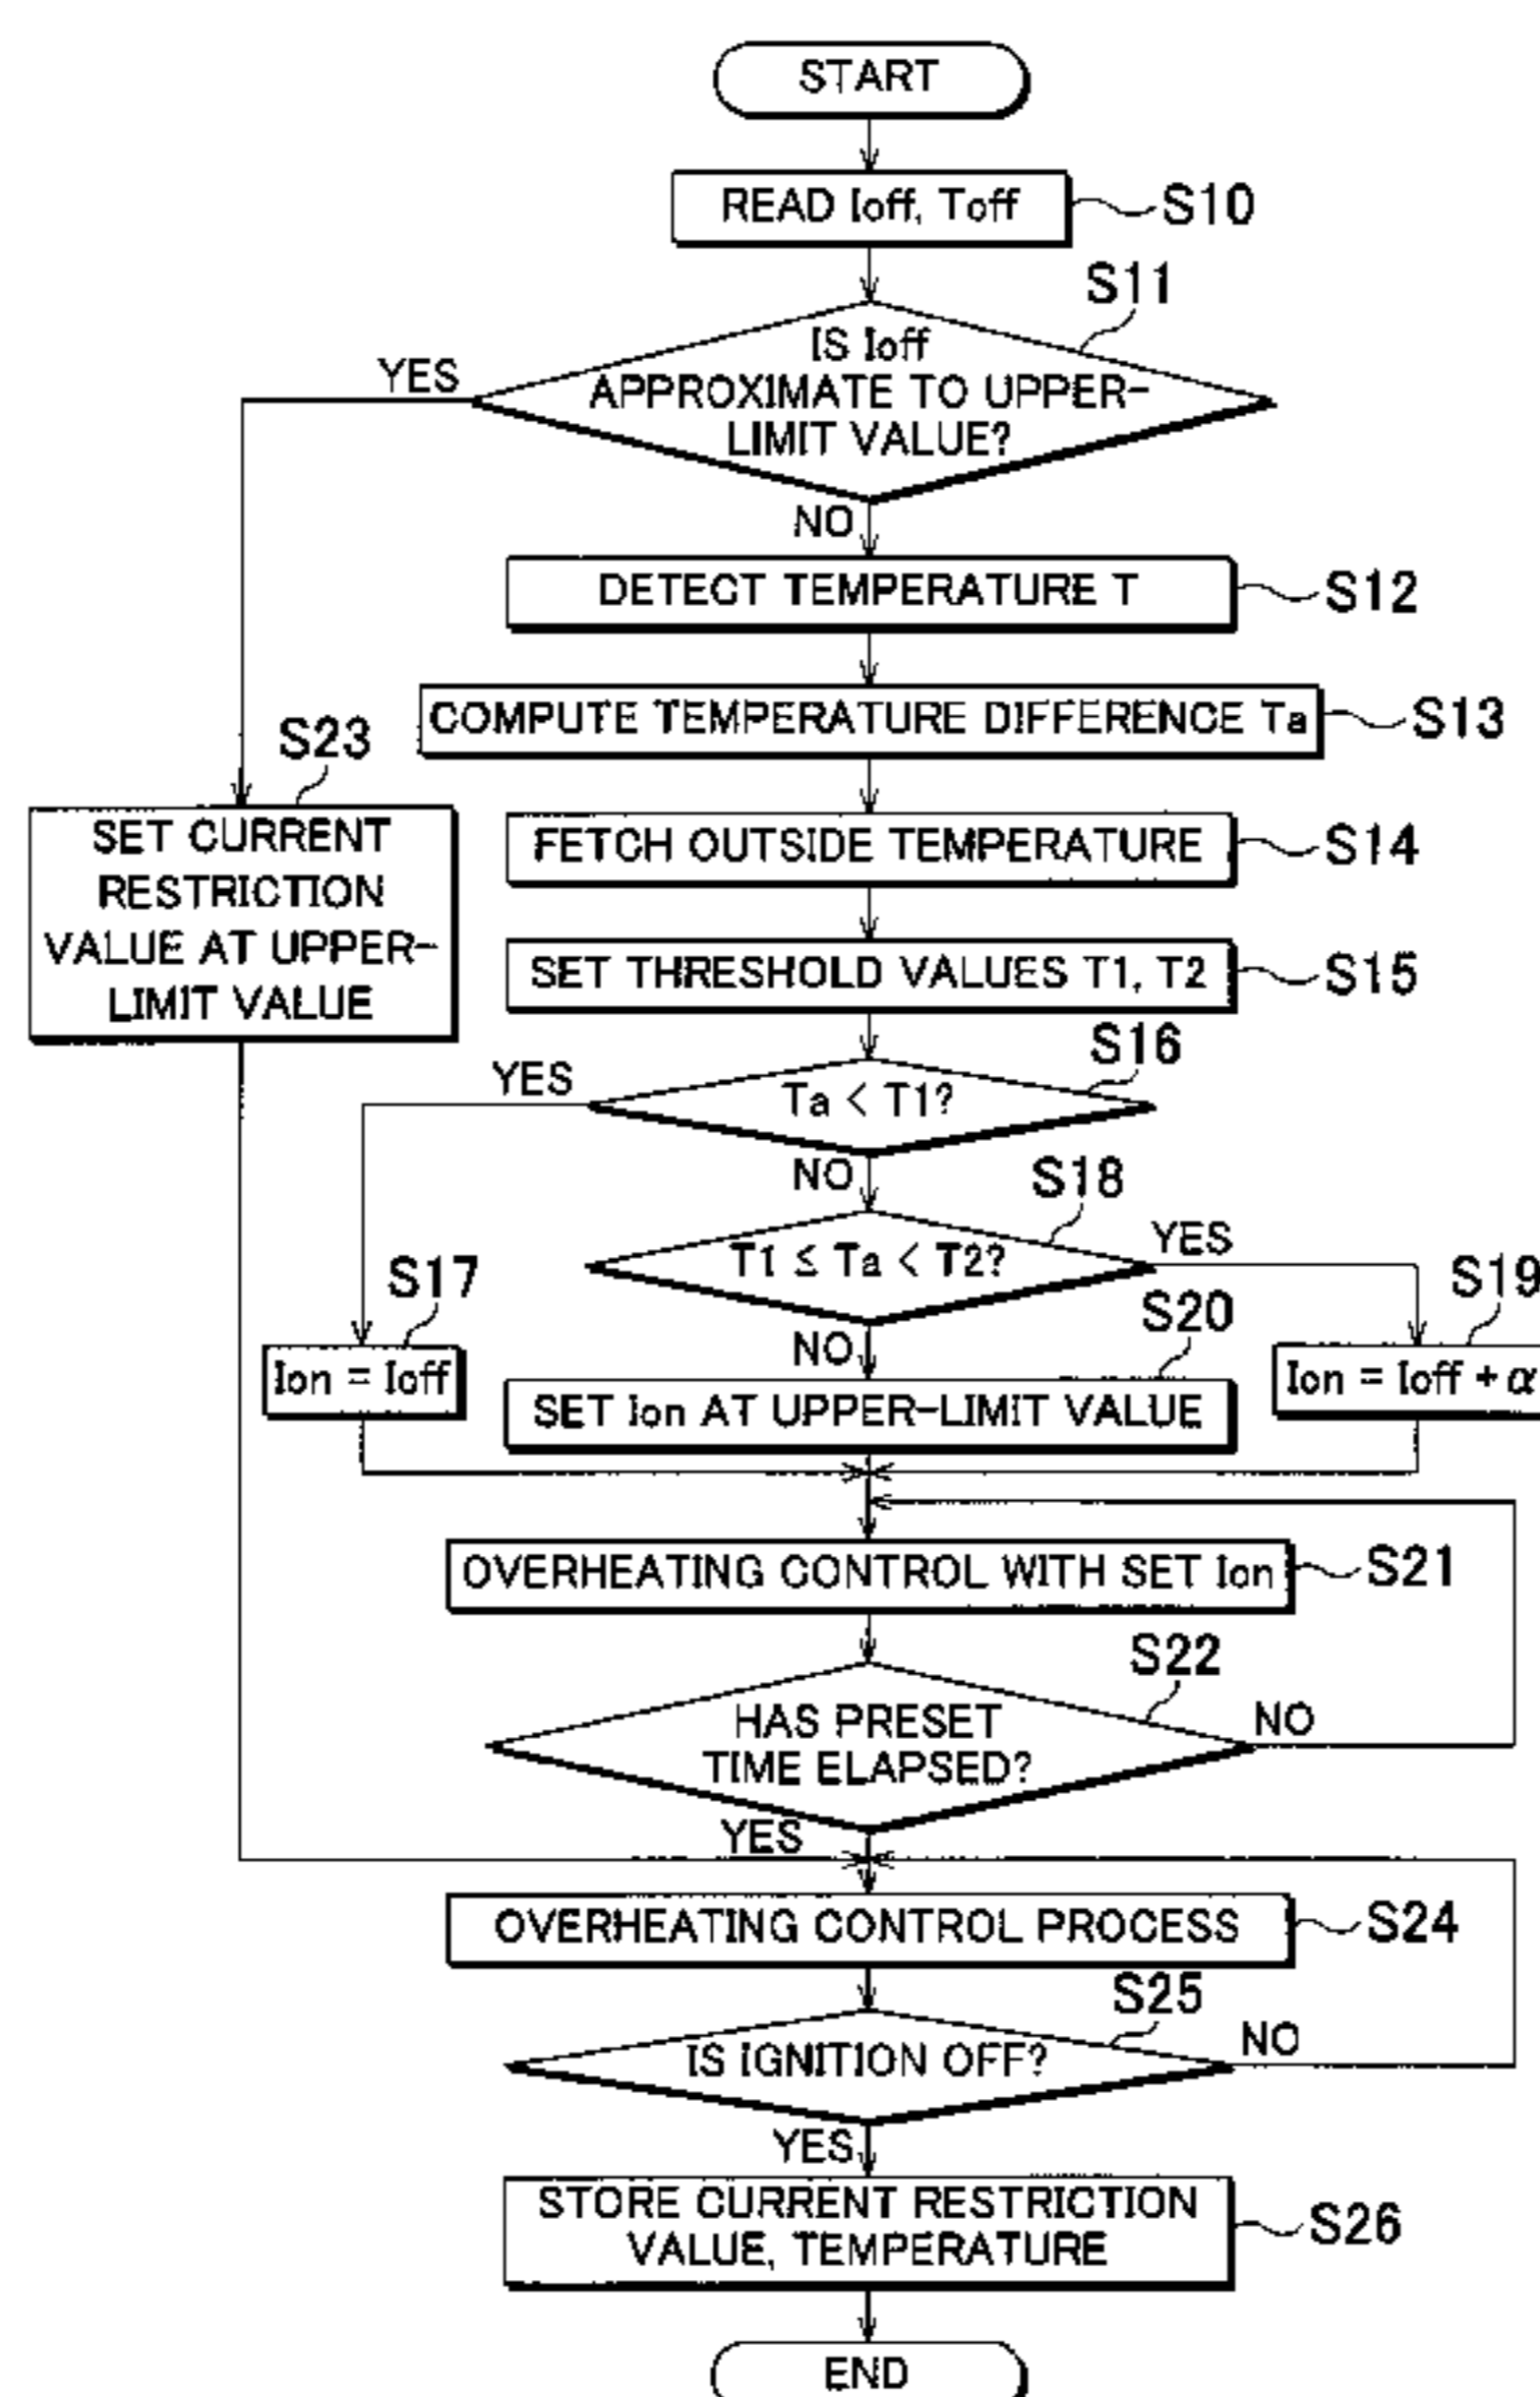 START
READ Ioff, Toff
S10
S11
IS Ioff
APPROXIMATE TO UPPER-
LIMIT VALUE?
YES
NO
DETECT TEMPERATURE T
S12
COMPUTE TEMPERATURE DIFFERENCE Ta
S13
S23
SET CURRENT
RESTRICTION
VALUE AT UPPER-
LIMIT VALUE
FETCH OUTSIDE TEMPERATURE
S14
SET THRESHOLD VALUES T1, T2
S15
S16
YES
Ta < T1?
NO
S18
T1 ≤ Ta < T2?
YES
S17
Ion = Ioff
S19
Ion = Ioff + α
NO
S20
SET Ion AT UPPER-LIMIT VALUE
OVERHEATING CONTROL WITH SET Ion
S21
S22
HAS PRESET
TIME ELAPSED?
NO
YES
OVERHEATING CONTROL PROCESS
S24
S25
IS IGNITION OFF?
NO
YES
STORE CURRENT RESTRICTION
VALUE, TEMPERATURE
S26
END